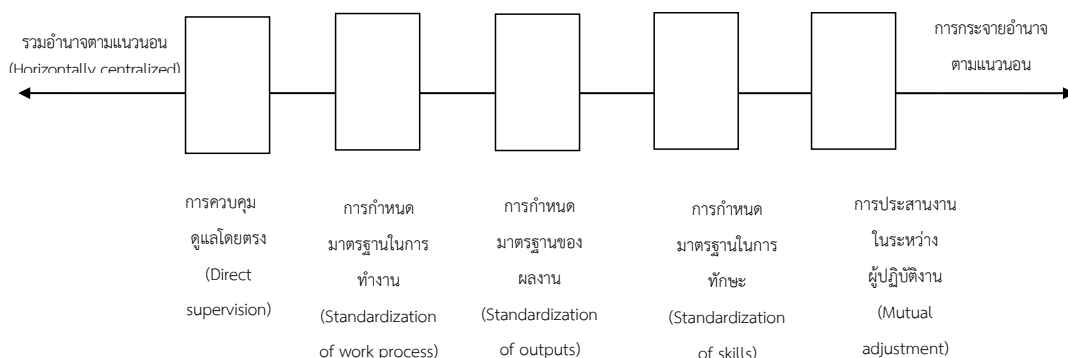 รวมอำนาจตามแนวนอน
(Horizontally centralized)
การกระจายอำนาจ
ตามแนวนอน
การควบคุม
ดูแลโดยตรง
(Direct
supervision)
การกำหนด
มาตรฐานในการ
ทำงาน
(Standardization
of work process)
การกำหนด
มาตรฐานของ
ผลงาน
(Standardization
of outputs)
การกำหนด
มาตรฐานในการ
ทักษะ
(Standardization
of skills)
การประสานงาน
ในระหว่าง
ผู้ปฏิบัติงาน
(Mutual
adjustment)